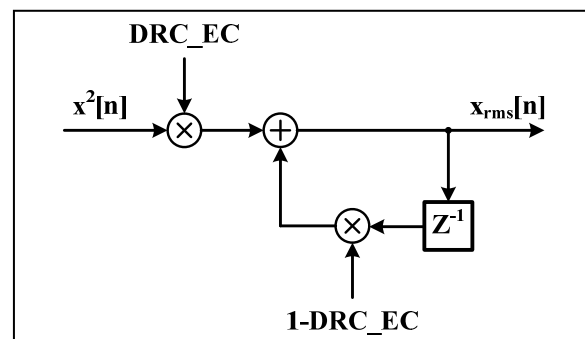 DRC_EC
x²[n]
×
+
xrms[n]
×
Z⁻¹
1-DRC_EC